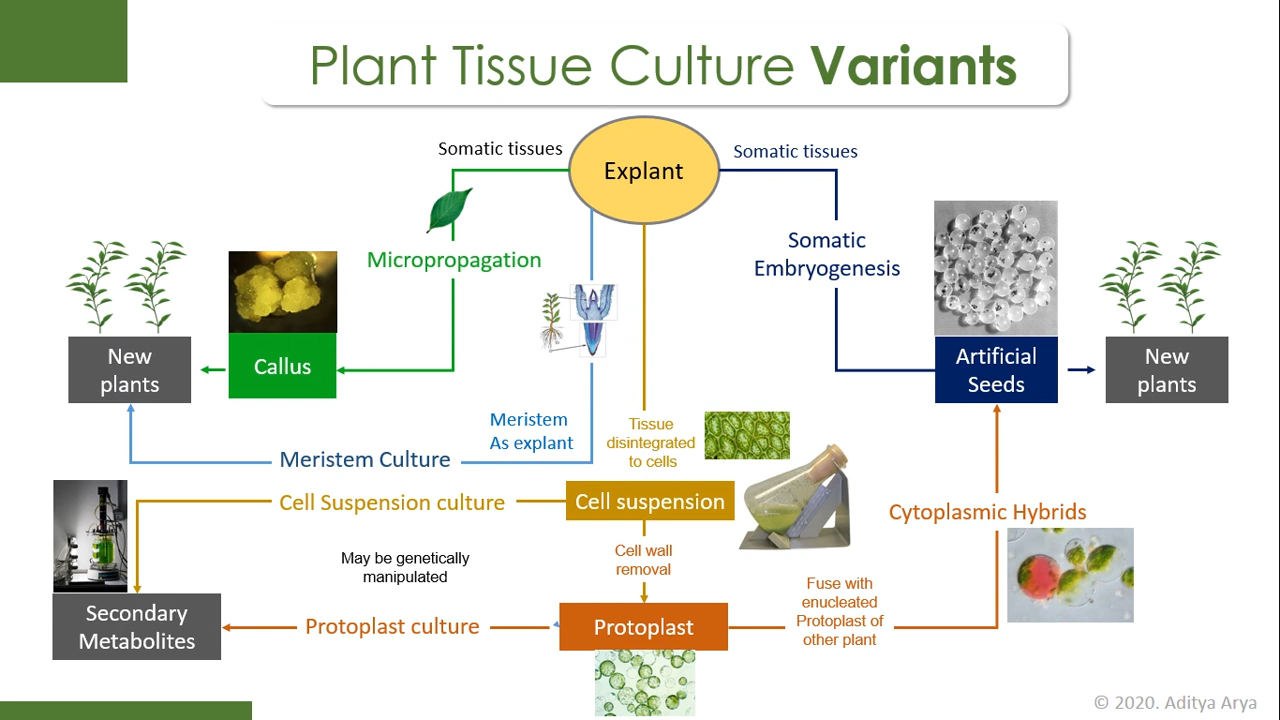 Plant Tissue Culture Variants
Somatic tissues
Explant
Somatic tissues
Micropropagation
Somatic
Embryogenesis
New
plants
Callus
Artificial
Seeds
New
plants
Meristem
As explant
Tissue
disintegrated
to cells
Meristem Culture
Cell Suspension culture
Cell suspension
Cytoplasmic Hybrids
May be genetically
manipulated
Cell wall
removal
Fuse with
enucleated
Protoplast of
other plant
Secondary
Metabolites
Protoplast culture
Protoplast
© 2020. Aditya Arya